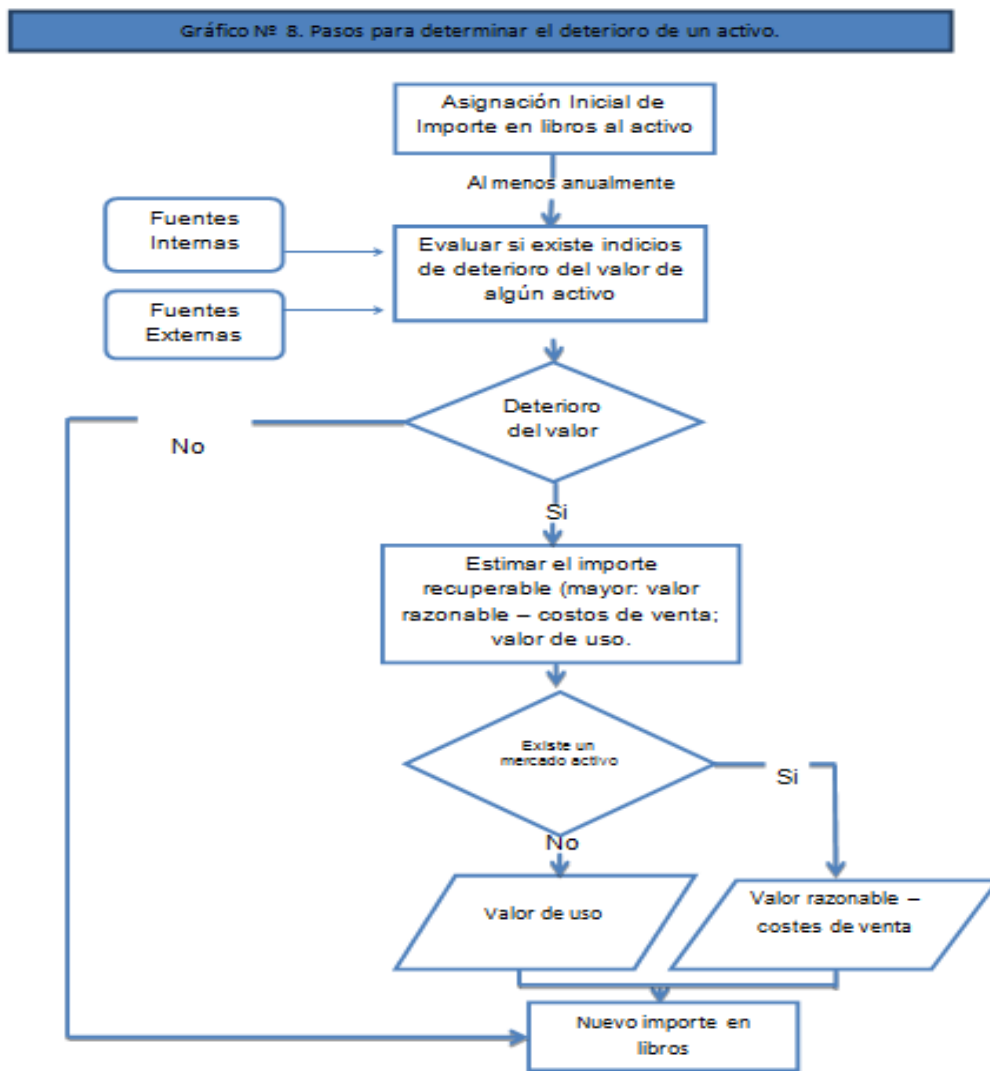 Gráfico Nº 8. Pasos para determinar el deterioro de un activo.
Asignación Inicial de
Importe en libros al activo
Al menos anualmente
Fuentes
Internas
Evaluar si existe indicios
de deterioro del valor de
algún activo
Fuentes
Externas
Deterioro
del valor
No
Si
Estimar el importe
recuperable (mayor: valor
razonable – costos de venta;
valor de uso.
Existe un
mercado activo
Si
No
Valor de uso
Valor razonable –
costes de venta
Nuevo importe en
libros